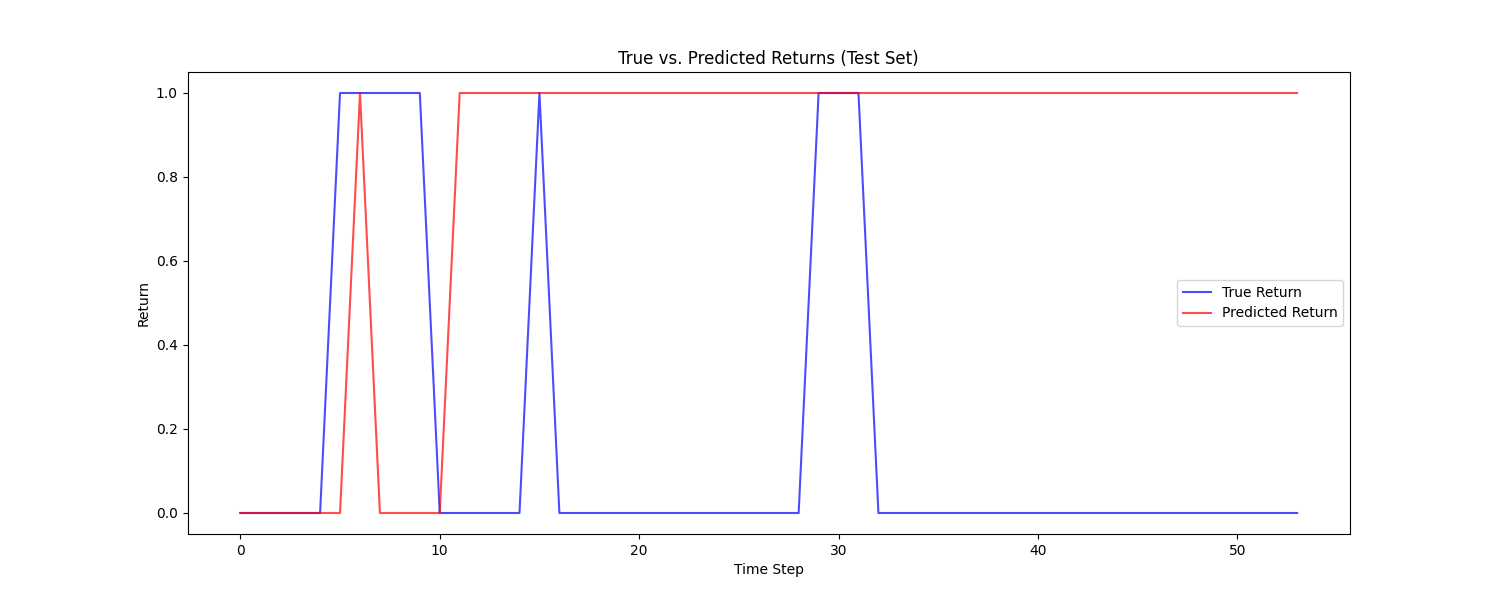 True vs. Predicted Returns (Test Set)
1.0
0.8
0.6
0.4
0.2
0.0
Return
True Return
Predicted Return
0 10 20 30 40 50
Time Step